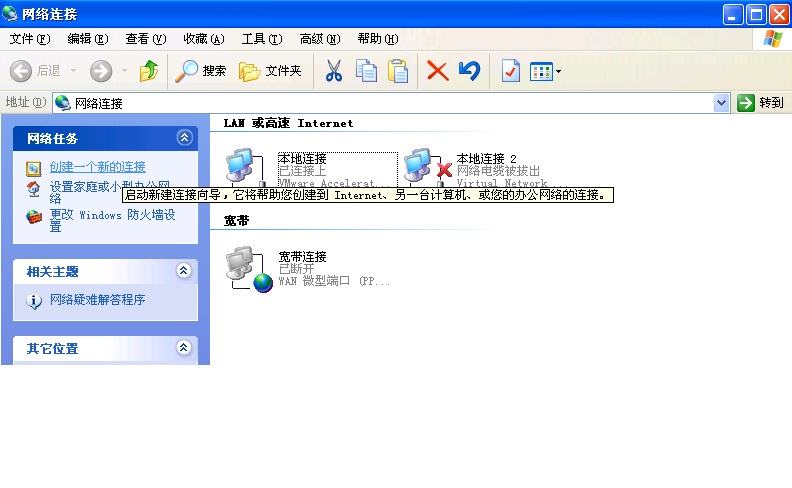 网络连接
文件(F) 编辑(E) 查看(V) 收藏(A) 工具(T) 高级(N) 帮助(H)
后退 搜索 文件夹
地址(D) 网络连接 转到
网络任务
创建一个新的连接
设置家庭或小型办公网
络
更改 Windows 防火墙设
置
相关主题
网络疑难解答程序
其它位置
LAN 或高速 Internet
本地连接
已连接上
VMware Accelerat...
本地连接 2
网络电缆被拔出
Virtual Network
启动新建连接向导，它将帮助您创建到 Internet、另一台计算机、或您的办公网络的连接。
宽带
宽带连接
已断开
WAN 微型端口 (PP...